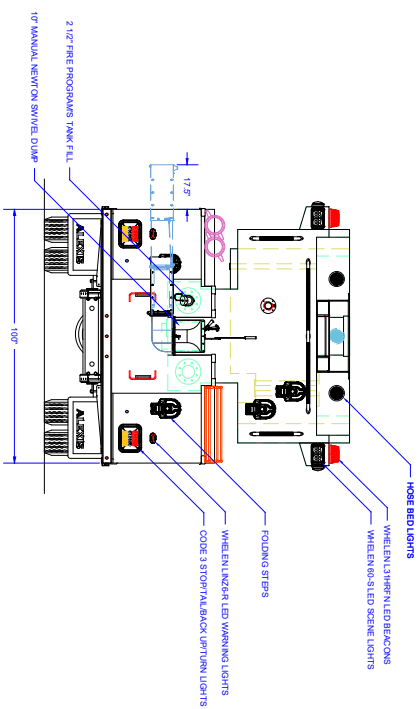 HOSE BED LIGHTS
WHELEN L31HRFN LED BEACONS
WHELEN 60-S LED SCENE LIGHTS
FOLDING STEPS
WHELEN LINZ6-R LED WARNING LIGHTS
CODE 3 STOP/TAIL/BACK UP/TURN LIGHTS
2 1/2" FIRE PROGRAMS TANK FILL
10" MANUAL NEWTON SWIVEL DUMP
17.5"
100"
ALEXIS
ALEXIS